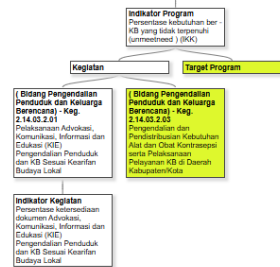 Indikator Program
Persentase kebutuhan ber -
KB yang tidak terpenuhi
(unmeetneed ) (IKK)
Kegiatan
Target Program
( Bidang Pengendalian
Penduduk dan Keluarga
Berencana) - Keg.
2.14.03.2.01
Pelaksanaan Advokasi,
Komunikasi, Informasi dan
Edukasi (KIE)
Pengendalian Penduduk
dan KB Sesuai Kearifan
Budaya Lokal
( Bidang Pengendalian
Penduduk dan Keluarga
Berencana) - Keg.
2.14.03.2.03
Pengendalian dan
Pendistribusian Kebutuhan
Alat dan Obat Kontrasepsi
serta Pelaksanaan
Pelayanan KB di Daerah
Kabupaten/Kota
Indikator Kegiatan
Persentase ketersediaan
dokumen Advokasi,
Komunikasi, Informasi dan
Edukasi (KIE)
Pengendalian Penduduk
dan KB Sesuai Kearifan
Budaya Lokal